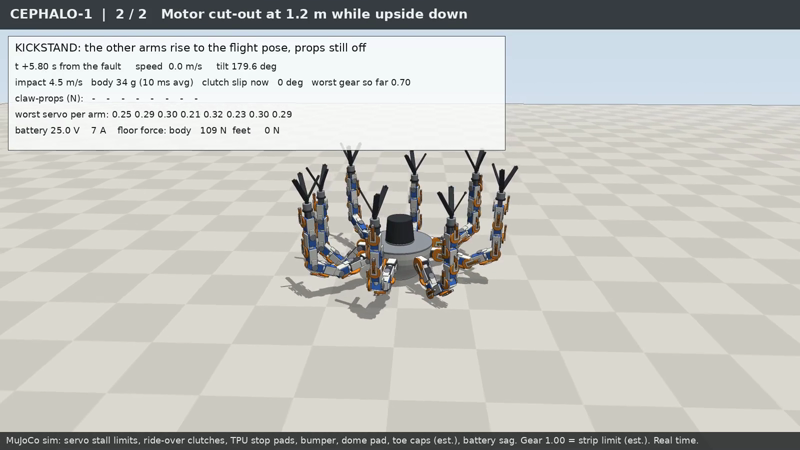 CEPHALO-1 | 2 / 2 Motor cut-out at 1.2 m while upside down
KICKSTAND: the other arms rise to the flight pose, props still off
t +5.80 s from the fault speed 0.0 m/s tilt 179.6 deg
impact 4.5 m/s body 34 g (10 ms avg) clutch slip now 0 deg worst gear so far 0.70
claw-props (N): - - - - - - - -
worst servo per arm: 0.25 0.29 0.30 0.21 0.32 0.23 0.30 0.29
battery 25.0 V 7 A floor force: body 109 N feet 0 N
MuJoCo sim: servo stall limits, ride-over clutches, TPU stop pads, bumper, dome pad, toe caps (est.), battery sag. Gear 1.00 = strip limit (est.). Real time.